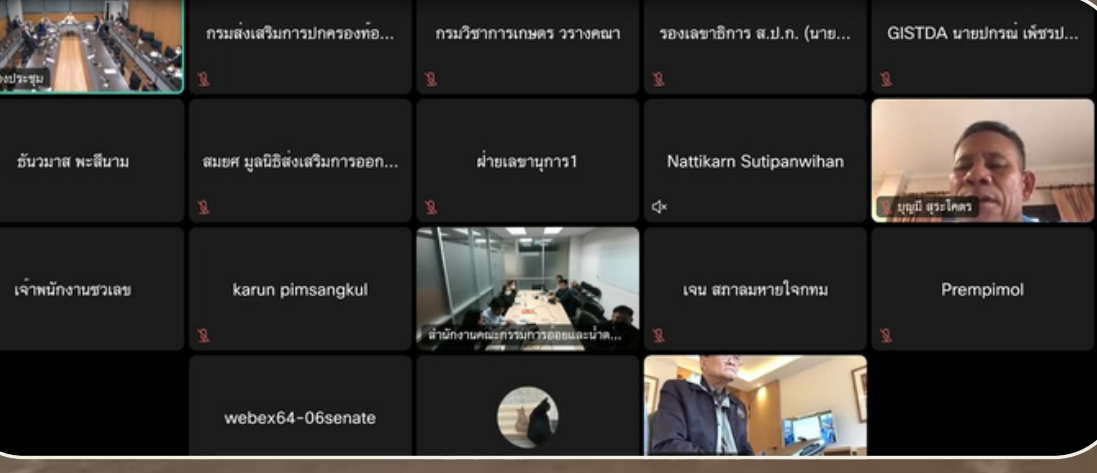 กรมส่งเสริมการปกครองท้อ...
กรมวิชาการเกษตร วรางคณา
รองเลขาธิการ ส.ป.ก. (นาย...
GISTDA นายปกรณ์ เพ็ชรป...
องประชุม
ธันวมาส พะสีนาม
สมยศ มูลนิธิส่งเสริมการออก...
ฝ่ายเลขานุการ1
Nattikarn Sutipanwihan
บุญมี สุระโคตร
เจ้าพนักงานชวเลข
karun pimsangkul
สำนักงานคณะกรรมการอ้อยและน้ำต...
เจน สภาลมหายใจกทม
Prempimol
webex64-06senate